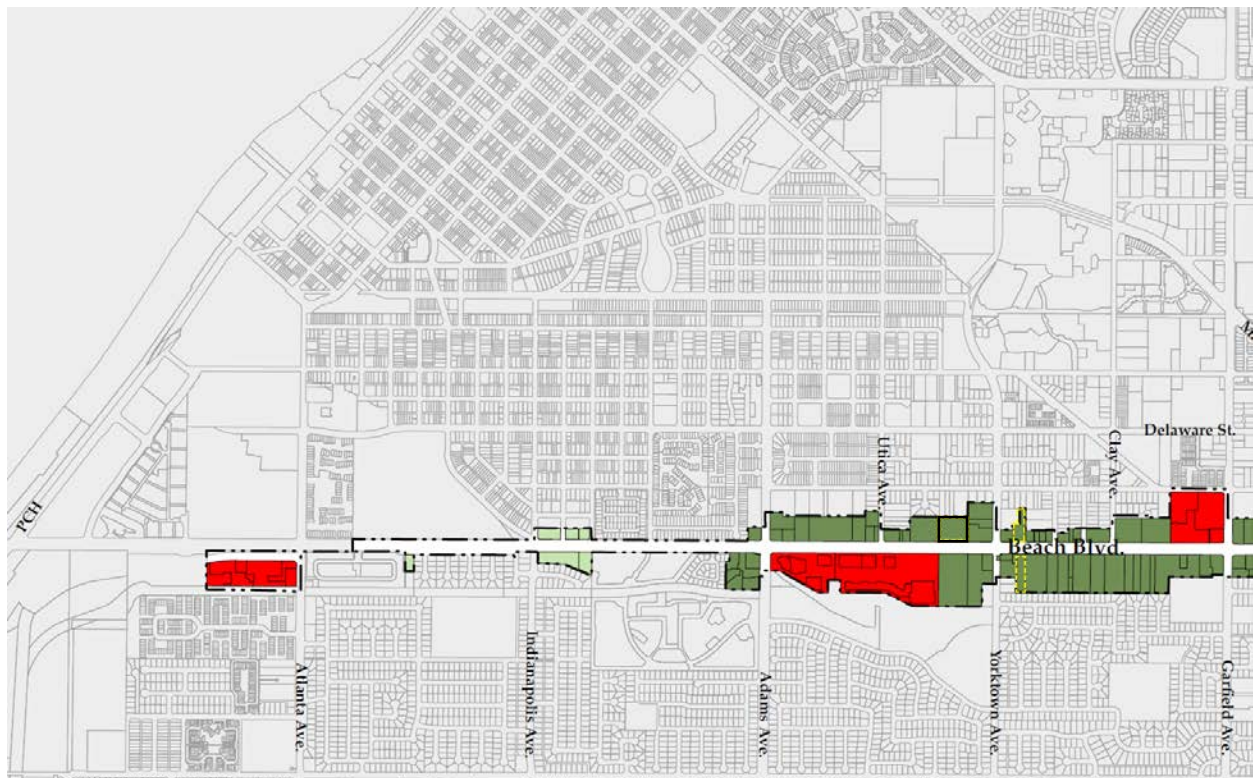 Delaware St.
Clay Ave.
Utica Ave.
PCH
Beach Blvd.
Atlanta Ave.
Indianapolis Ave.
Adams Ave.
Yorktown Ave.
Garfield Ave.